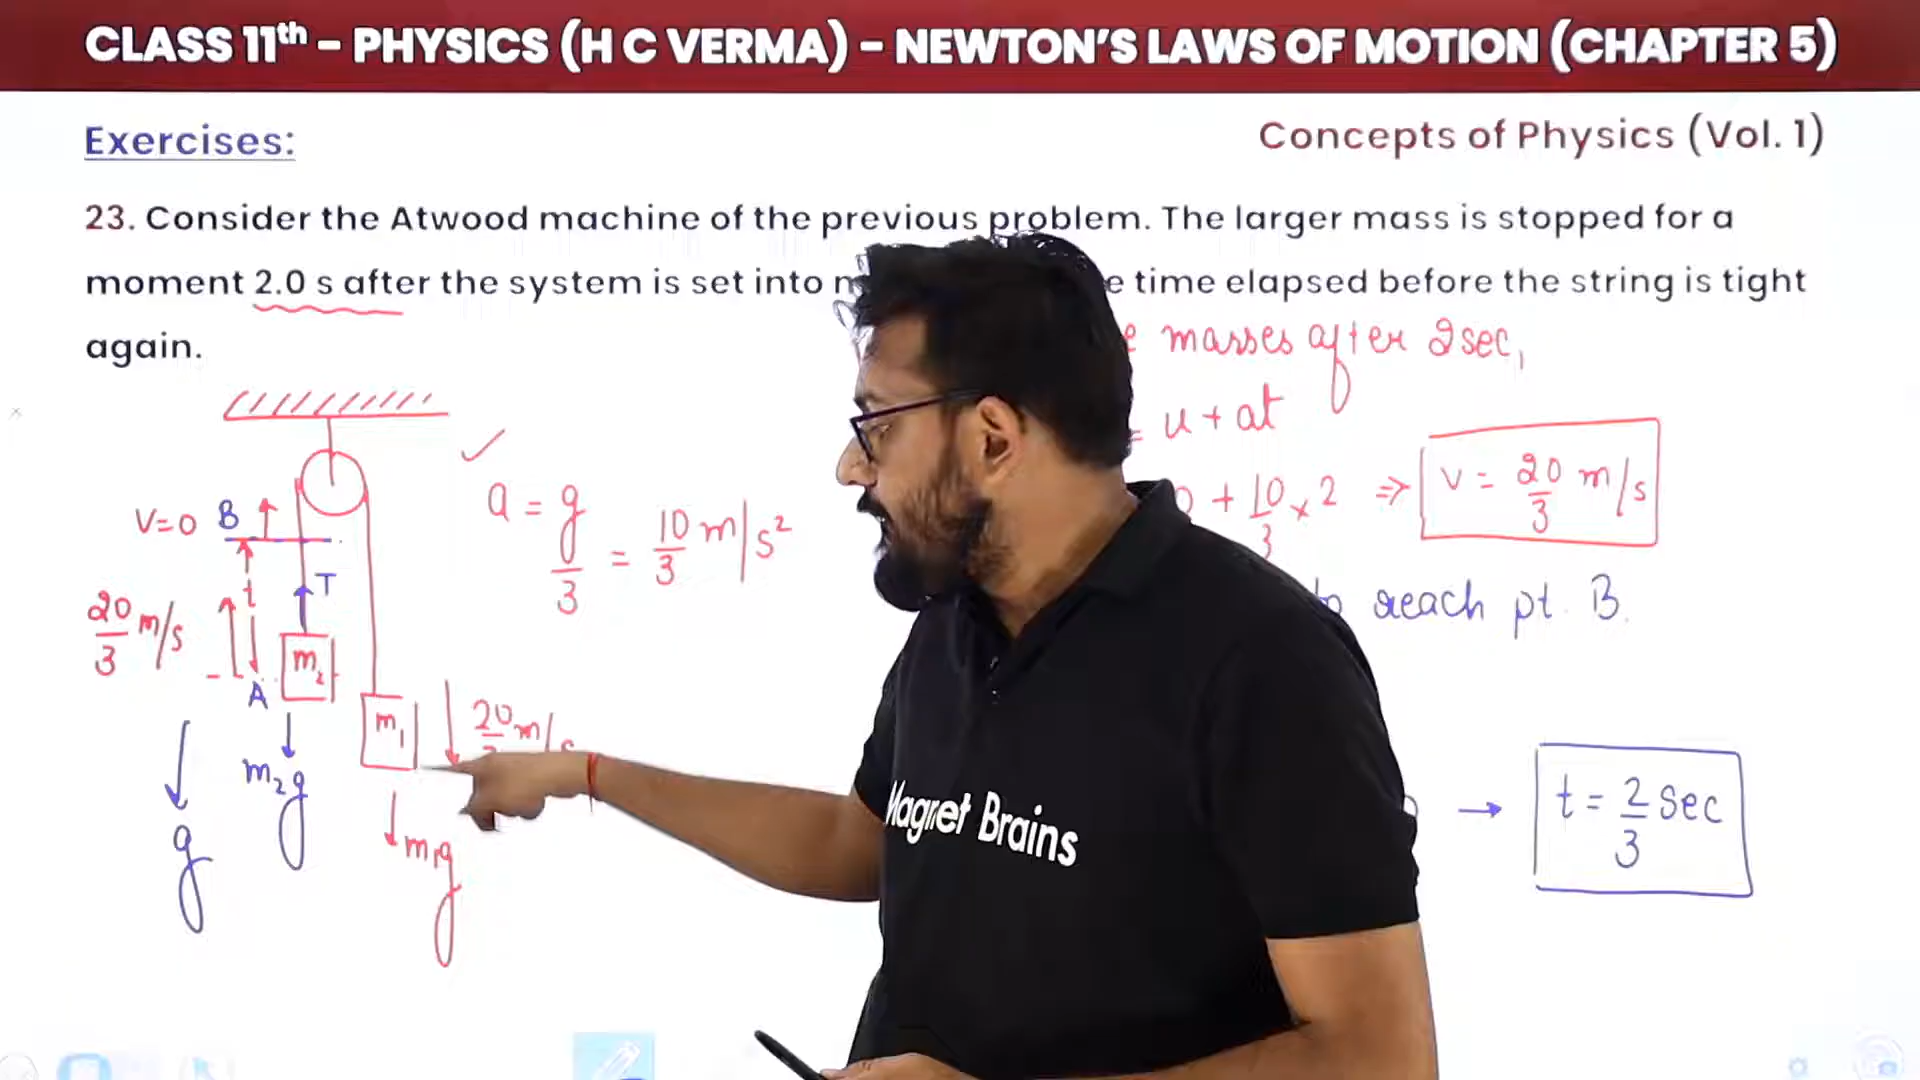 CLASS 11th – PHYSICS (H C VERMA) – NEWTON'S LAWS OF MOTION (CHAPTER 5)
Exercises:
Concepts of Physics (Vol. 1)
23. Consider the Atwood machine of the previous problem. The larger mass is stopped for a
moment 2.0 s after the system is set into time elapsed before the string is tight
again.
masses after 2sec,
= u + at
+ 10/3 × 2 ⇒ v = 20/3 m/s
to reach pt. B.
→ t = 2/3 sec
a = g/3 = 10/3 m/s²
V=0 B
T
t
20/3 m/s
m₂
A
m₁
20 m/s
g
m₂g
m₁g
Magnet Brains